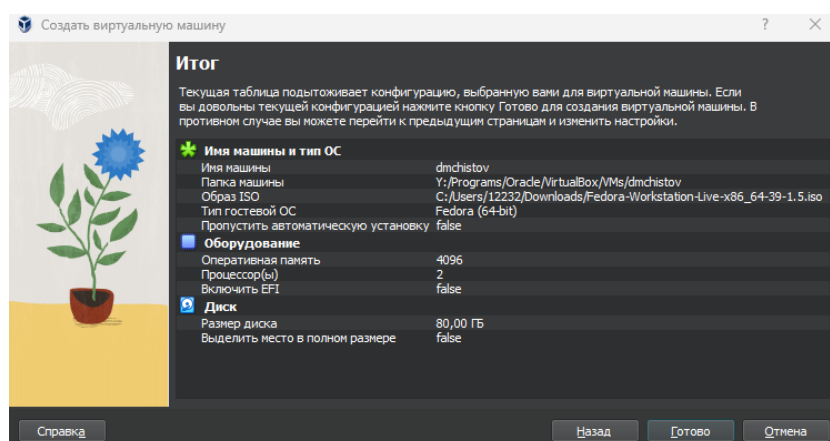 Создать виртуальную машину
Итог
Текущая таблица подытоживает конфигурацию, выбранную вами для виртуальной машины. Если
вы довольны текущей конфигурацией нажмите кнопку Готово для создания виртуальной машины. В
противном случае вы можете перейти к предыдущим страницам и изменить настройки.
Имя машины и тип ОС
Имя машины dmchistov
Папка машины Y:/Programs/Oracle/VirtualBox/VMs/dmchistov
Образ ISO C:/Users/12232/Downloads/Fedora-Workstation-Live-x86_64-39-1.5.iso
Тип гостевой ОС Fedora (64-bit)
Пропустить автоматическую установку false
Оборудование
Оперативная память 4096
Процессор(ы) 2
Включить EFI false
Диск
Размер диска 80,00 ГБ
Выделить место в полном размере false
Справка Назад Готово Отмена